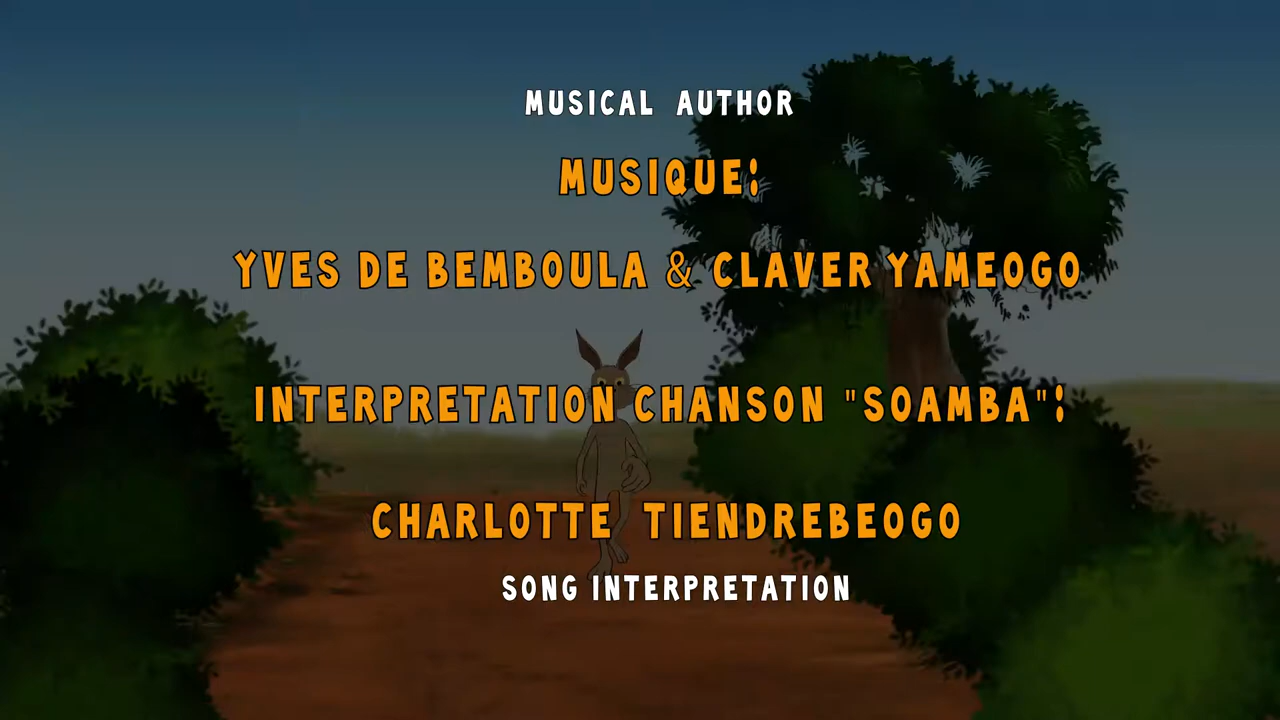 MUSICAL AUTHOR
MUSIQUE:
YVES DE BEMBOULA & CLAVER YAMEOGO
INTERPRETATION CHANSON "SOAMBA":
CHARLOTTE TIENDREBEOGO
SONG INTERPRETATION